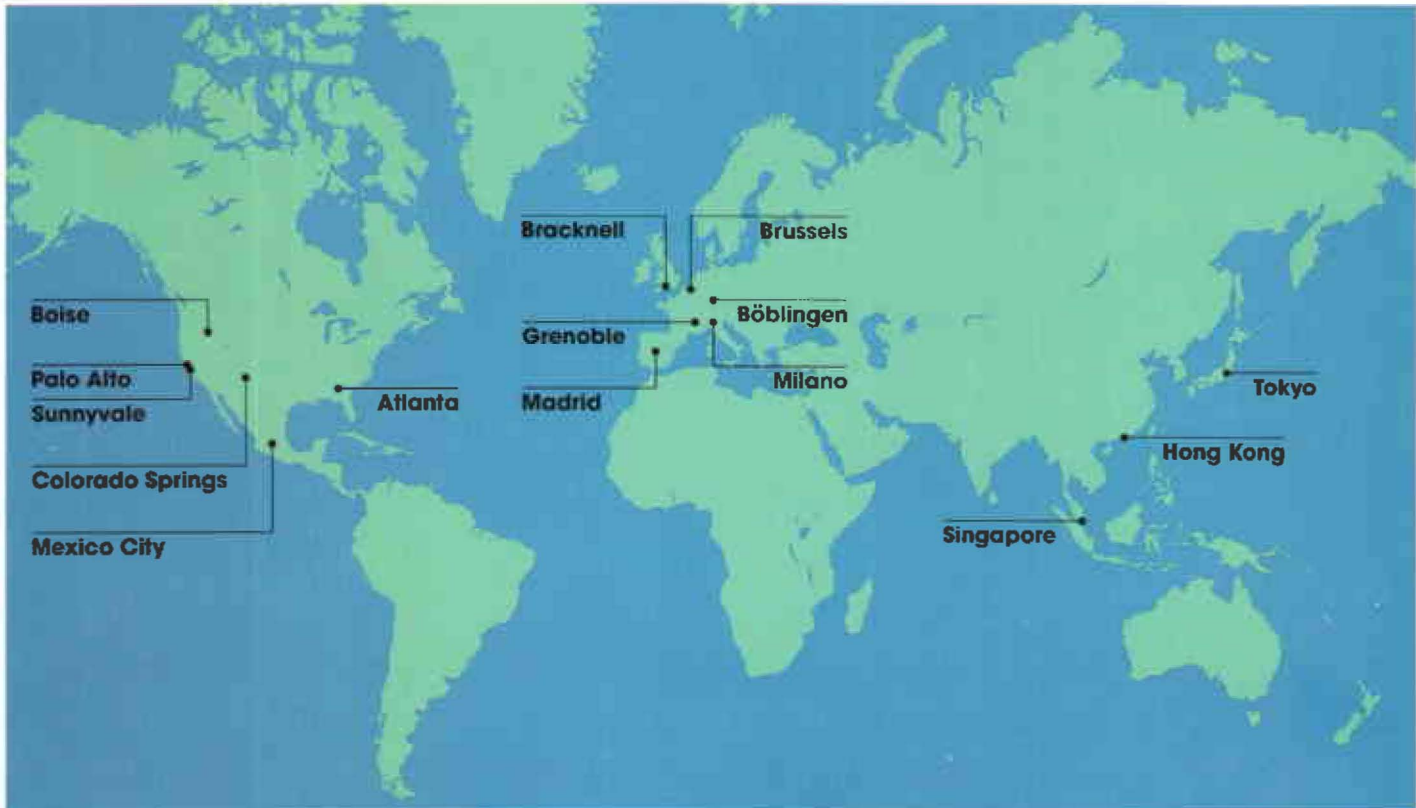 Bracknell
Brussels
Boise
Böblingen
Grenoble
Palo Alto
Milano
Tokyo
Sunnyvale
Atlanta
Madrid
Hong Kong
Colorado Springs
Singapore
Mexico City